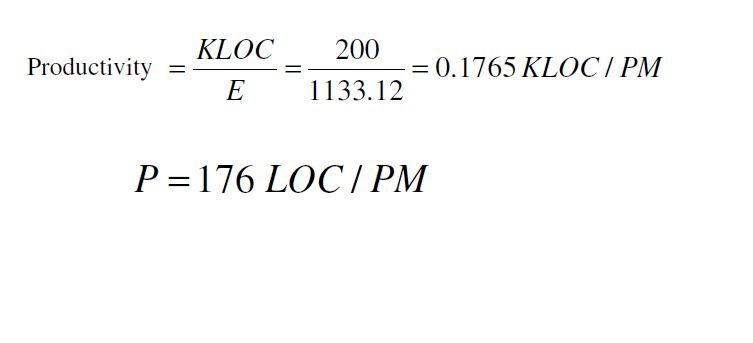 Productivity = KLOC / E = 200 / 1133.12 = 0.1765 KLOC / PM
P = 176 LOC / PM